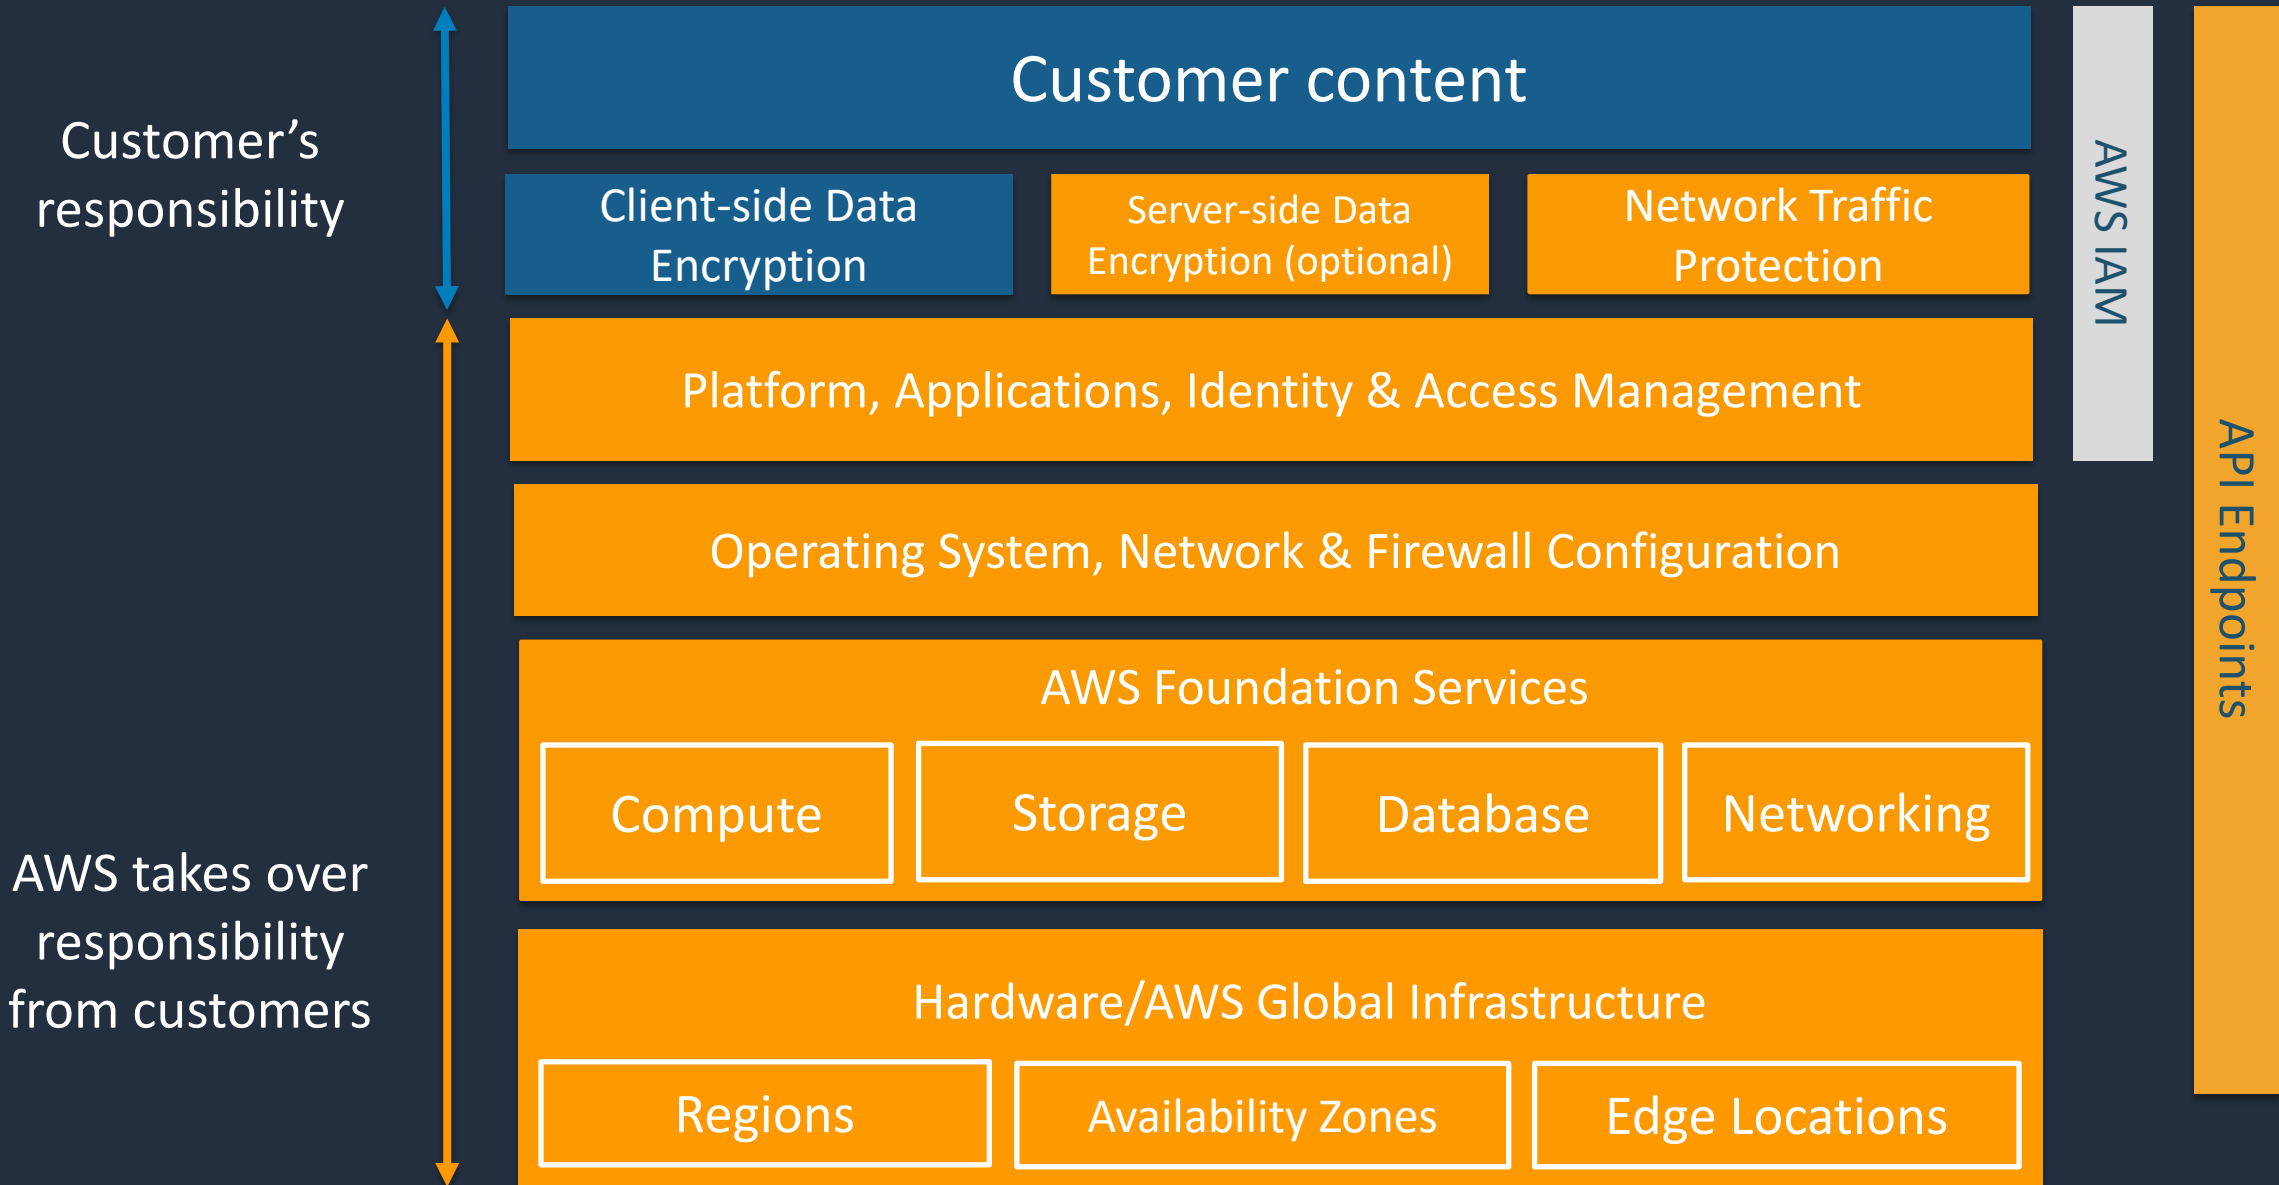 Customer content
Customer’s
responsibility
Client-side Data
Encryption
Server-side Data
Encryption (optional)
Network Traffic
Protection
Platform, Applications, Identity & Access Management
Operating System, Network & Firewall Configuration
AWS Foundation Services
Compute
Storage
Database
Networking
AWS takes over
responsibility
from customers
Hardware/AWS Global Infrastructure
Regions
Availability Zones
Edge Locations
AWS IAM
API Endpoints